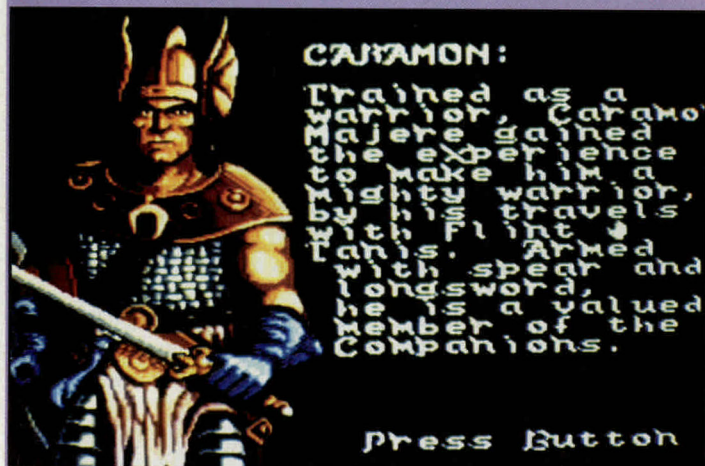 CARAMON:
Trained as a
warrior, Caramo
Majere gained
the experience
to make him a
mighty warrior,
by his travels
with Flint &
Tanis. Armed
with spear and
longsword,
he is a valued
member of the
Companions.
Press Button